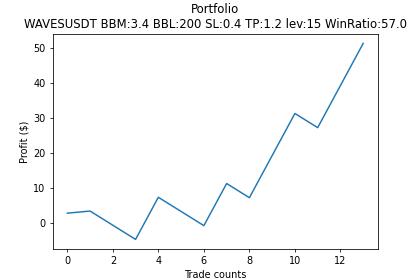 Portfolio
WAVESUSDT BBM:3.4 BBL:200 SL:0.4 TP:1.2 lev:15 WinRatio:57.0
50
40
30
20
10
0
Profit ($)
0 2 4 6 8 10 12
Trade counts